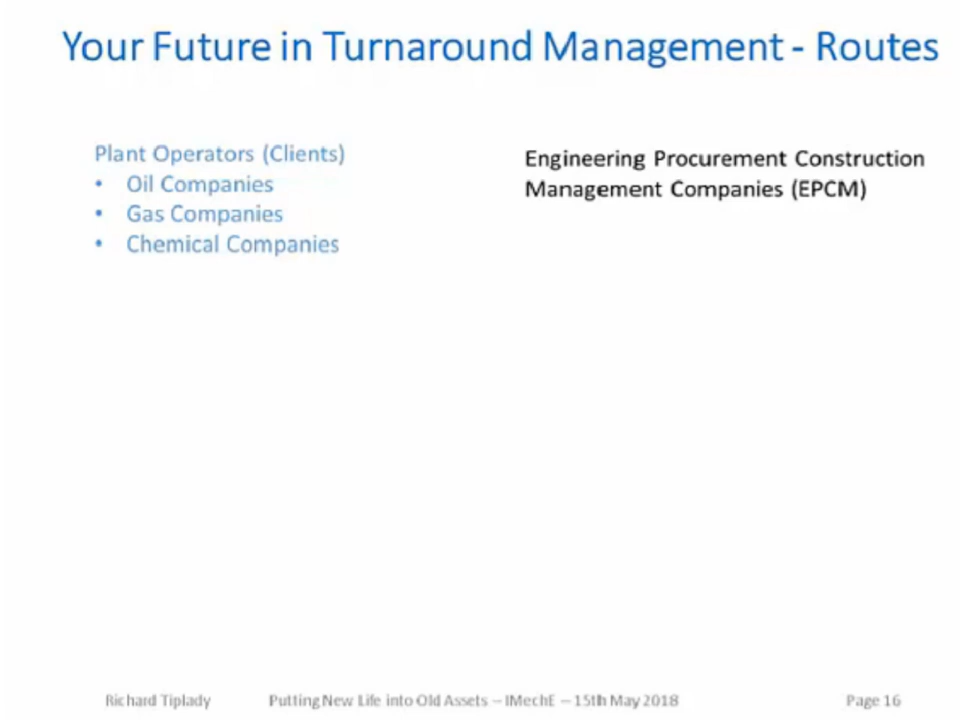 Your Future in Turnaround Management - Routes
Plant Operators (Clients)
• Oil Companies
• Gas Companies
• Chemical Companies
Engineering Procurement Construction
Management Companies (EPCM)
Richard Tiplady
Putting New Life into Old Assets – IMechE – 15th May 2018
Page 16